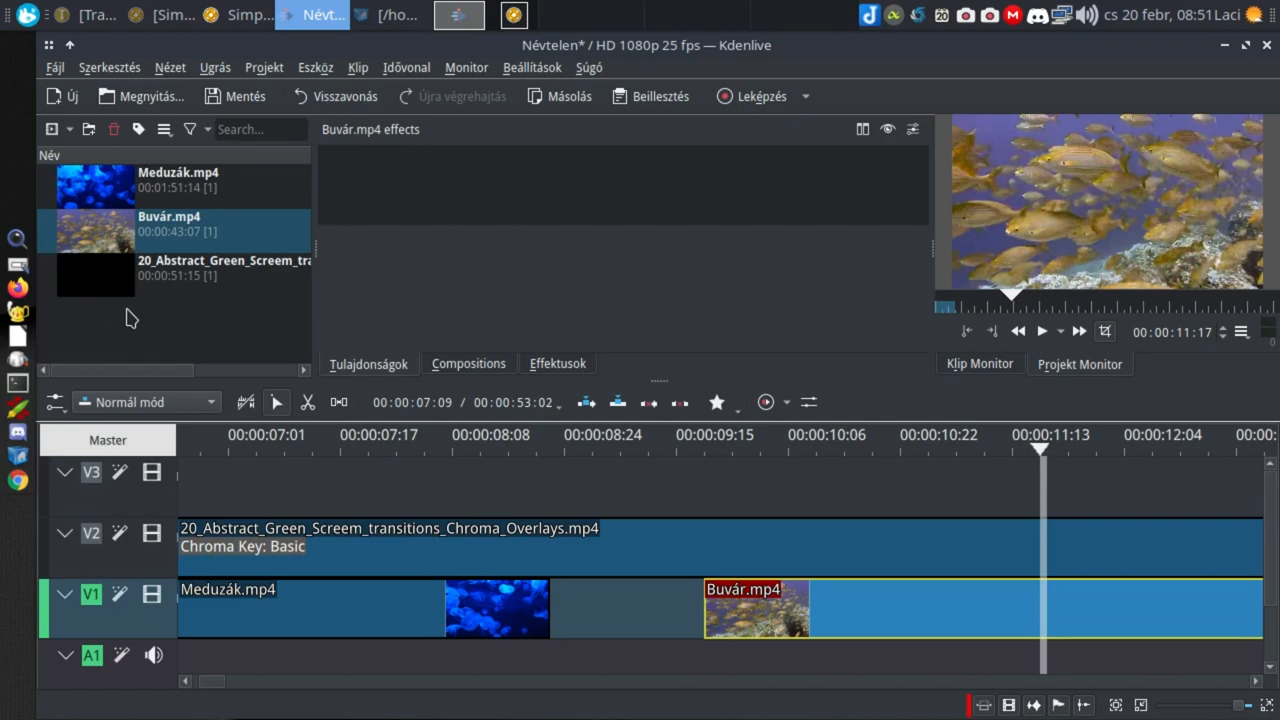 [Tra... [Sim... Simp... Névt... [/ho... cs 20 febr, 08:51 Laci
Névtelen* / HD 1080p 25 fps — Kdenlive
Fájl Szerkesztés Nézet Ugrás Projekt Eszköz Klip Idővonal Monitor Beállítások Súgó
Új Megnyitás... Mentés Visszavonás Újra végrehajtás Másolás Beillesztés Leképzés
Search... Buvár.mp4 effects
Név
Meduzák.mp4
00:01:51:14 [1]
Buvár.mp4
00:00:43:07 [1]
20_Abstract_Green_Screem_tra
00:00:51:15 [1]
00:00:11:17
Tulajdonságok Compositions Effektusok Klip Monitor Projekt Monitor
Normál mód 00:00:07:09 / 00:00:53:02
Master 00:00:07:01 00:00:07:17 00:00:08:08 00:00:08:24 00:00:09:15 00:00:10:06 00:00:10:22 00:00:11:13 00:00:12:04 00:00:
V3
V2 20_Abstract_Green_Screem_transitions_Chroma_Overlays.mp4
Chroma Key: Basic
V1 Meduzák.mp4 Buvár.mp4
A1